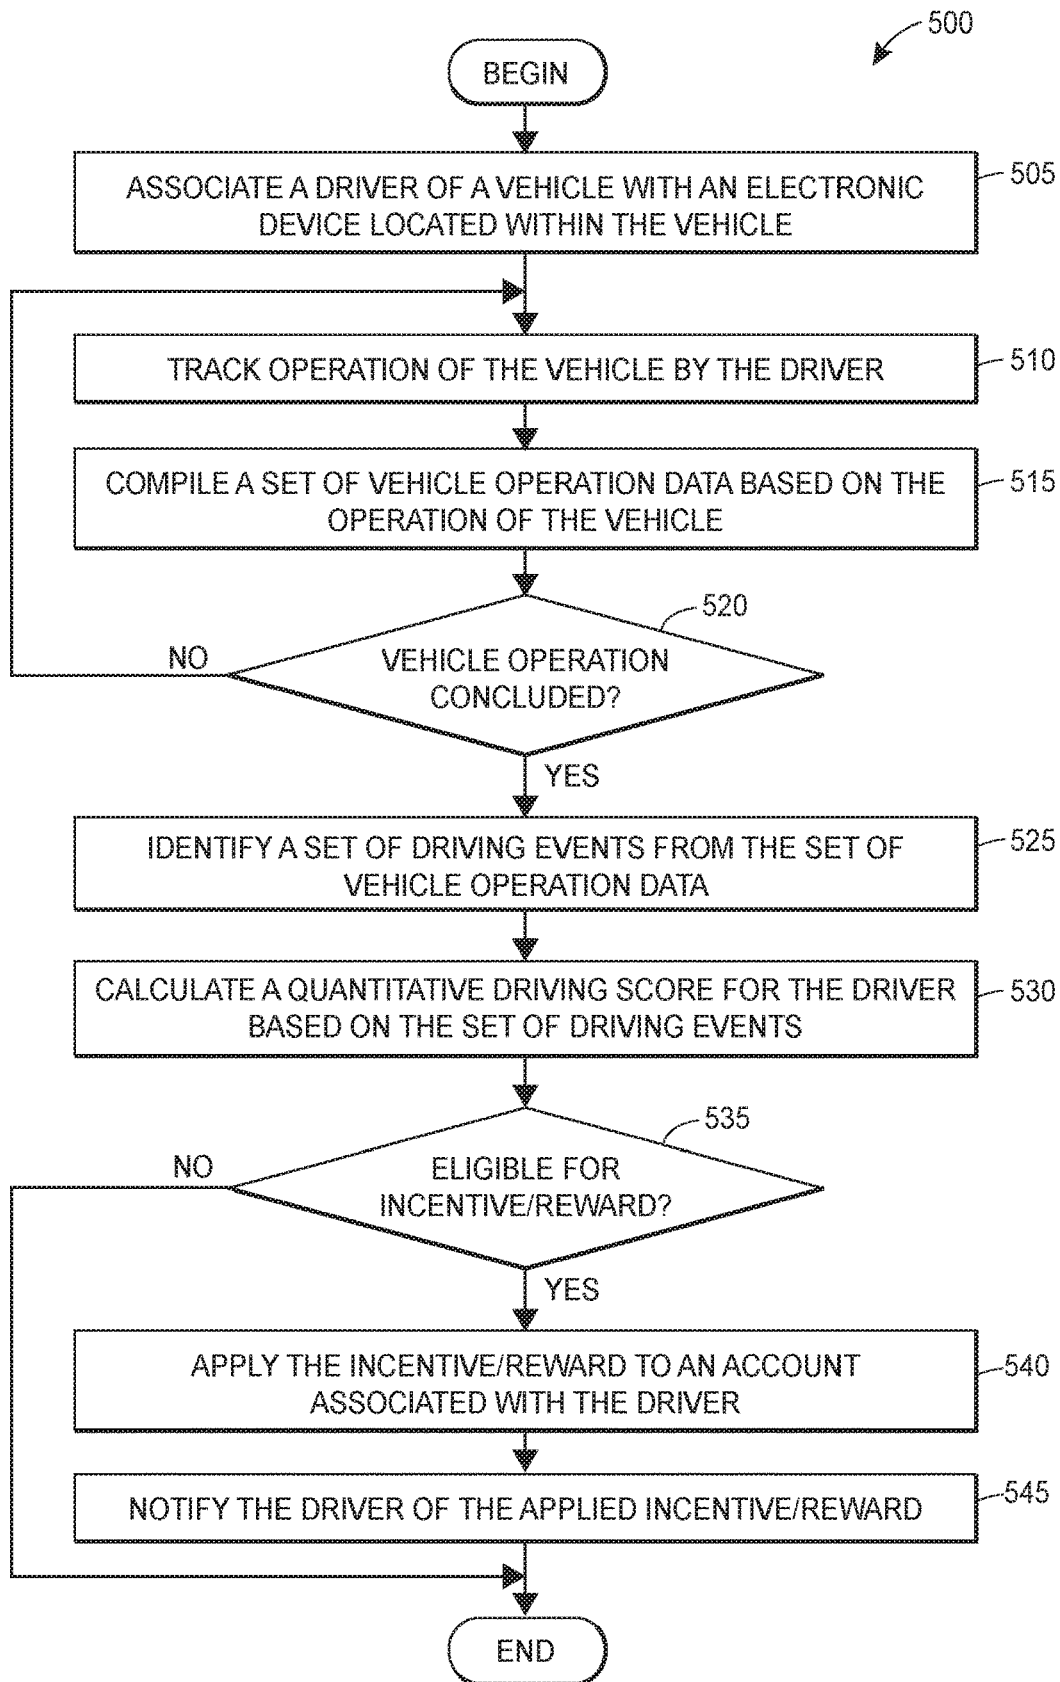 500
BEGIN
ASSOCIATE A DRIVER OF A VEHICLE WITH AN ELECTRONIC
DEVICE LOCATED WITHIN THE VEHICLE
505
TRACK OPERATION OF THE VEHICLE BY THE DRIVER
510
COMPILE A SET OF VEHICLE OPERATION DATA BASED ON THE
OPERATION OF THE VEHICLE
515
520
NO
VEHICLE OPERATION
CONCLUDED?
YES
IDENTIFY A SET OF DRIVING EVENTS FROM THE SET OF
VEHICLE OPERATION DATA
525
CALCULATE A QUANTITATIVE DRIVING SCORE FOR THE DRIVER
BASED ON THE SET OF DRIVING EVENTS
530
535
NO
ELIGIBLE FOR
INCENTIVE/REWARD?
YES
APPLY THE INCENTIVE/REWARD TO AN ACCOUNT
ASSOCIATED WITH THE DRIVER
540
NOTIFY THE DRIVER OF THE APPLIED INCENTIVE/REWARD
545
END